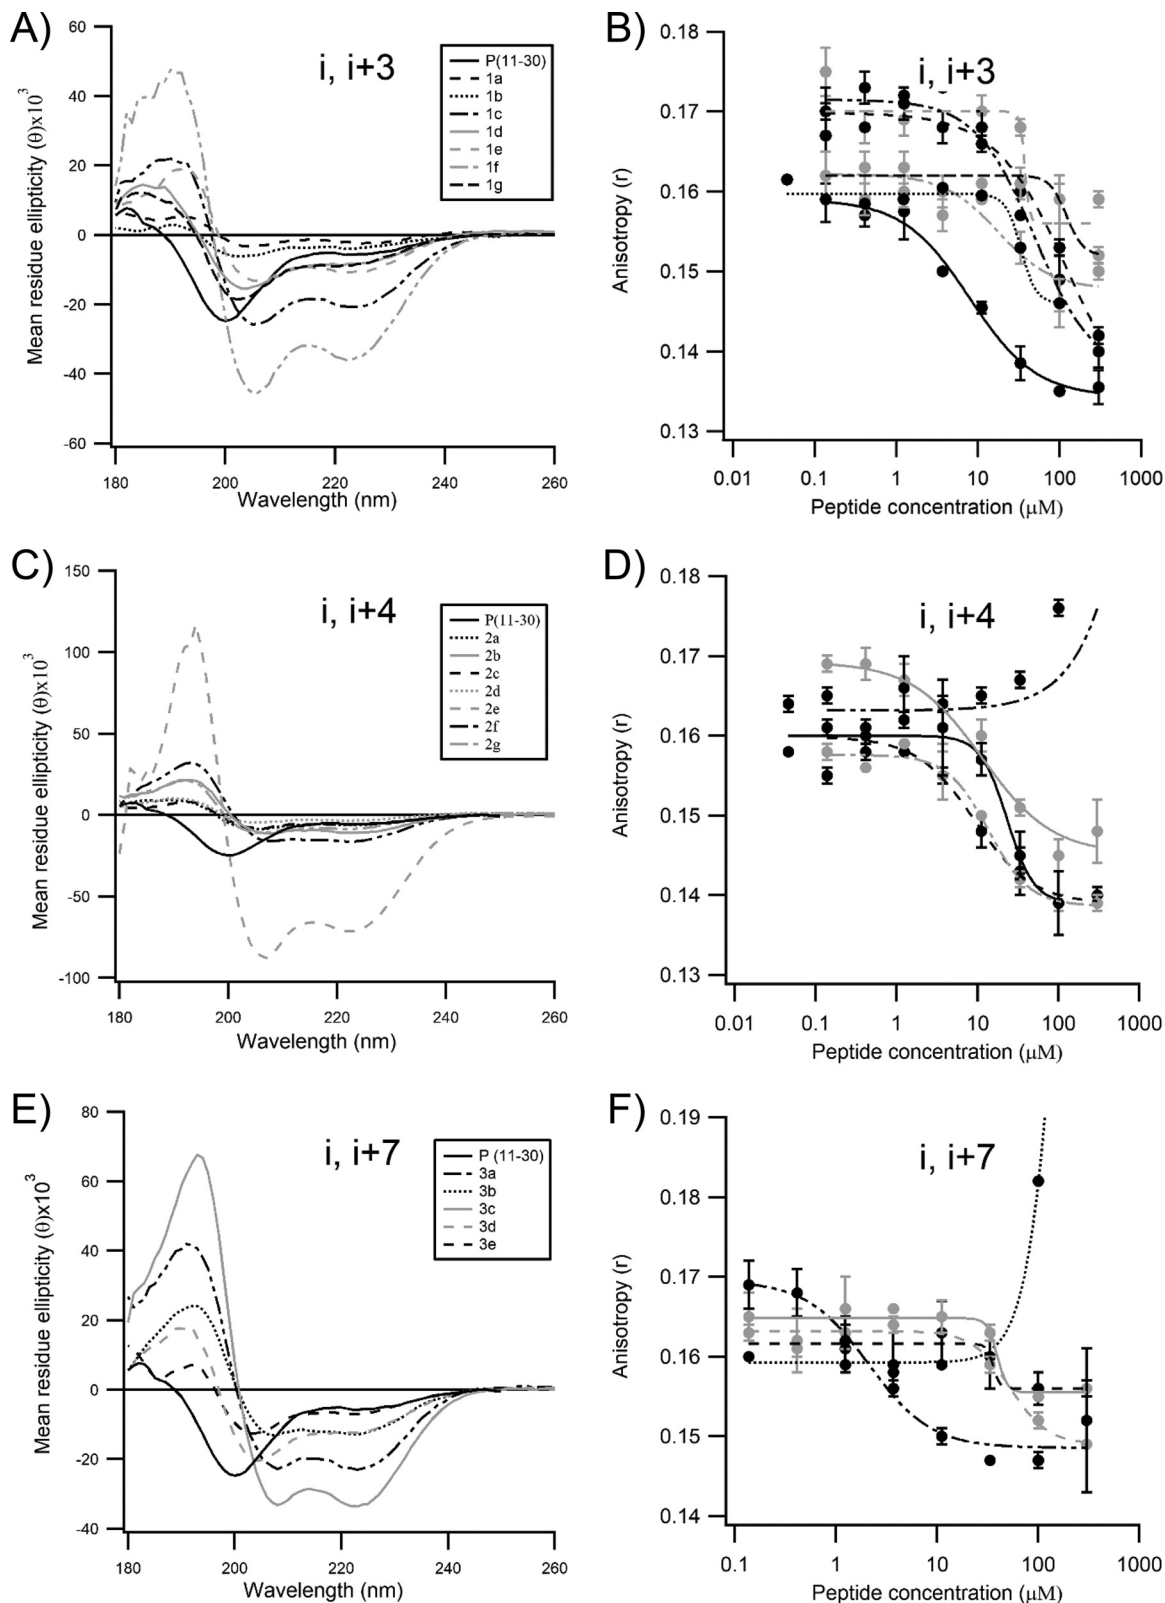 A)
i, i+3
Mean residue ellipticity (θ)x10³
60
40
20
0
-20
-40
-60
180
200
220
240
260
Wavelength (nm)
P(11-30)
1a
1b
1c
1d
1e
1f
1g
B)
i, i+3
Anisotropy (r)
0.18
0.17
0.16
0.15
0.14
0.13
0.01
0.1
1
10
100
1000
Peptide concentration (µM)
C)
i, i+4
Mean residue ellipticity (θ)x10³
150
100
50
0
-50
-100
180
200
220
240
260
Wavelength (nm)
P(11-30)
2a
2b
2c
2d
2e
2f
2g
D)
i, i+4
Anisotropy (r)
0.18
0.17
0.16
0.15
0.14
0.13
0.01
0.1
1
10
100
1000
Peptide concentration (µM)
E)
i, i+7
Mean residue ellipticity (θ)x10³
80
60
40
20
0
-20
-40
180
200
220
240
260
Wavelength (nm)
P (11-30)
3a
3b
3c
3d
3e
F)
i, i+7
Anisotropy (r)
0.19
0.18
0.17
0.16
0.15
0.14
0.1
1
10
100
1000
Peptide concentration (µM)